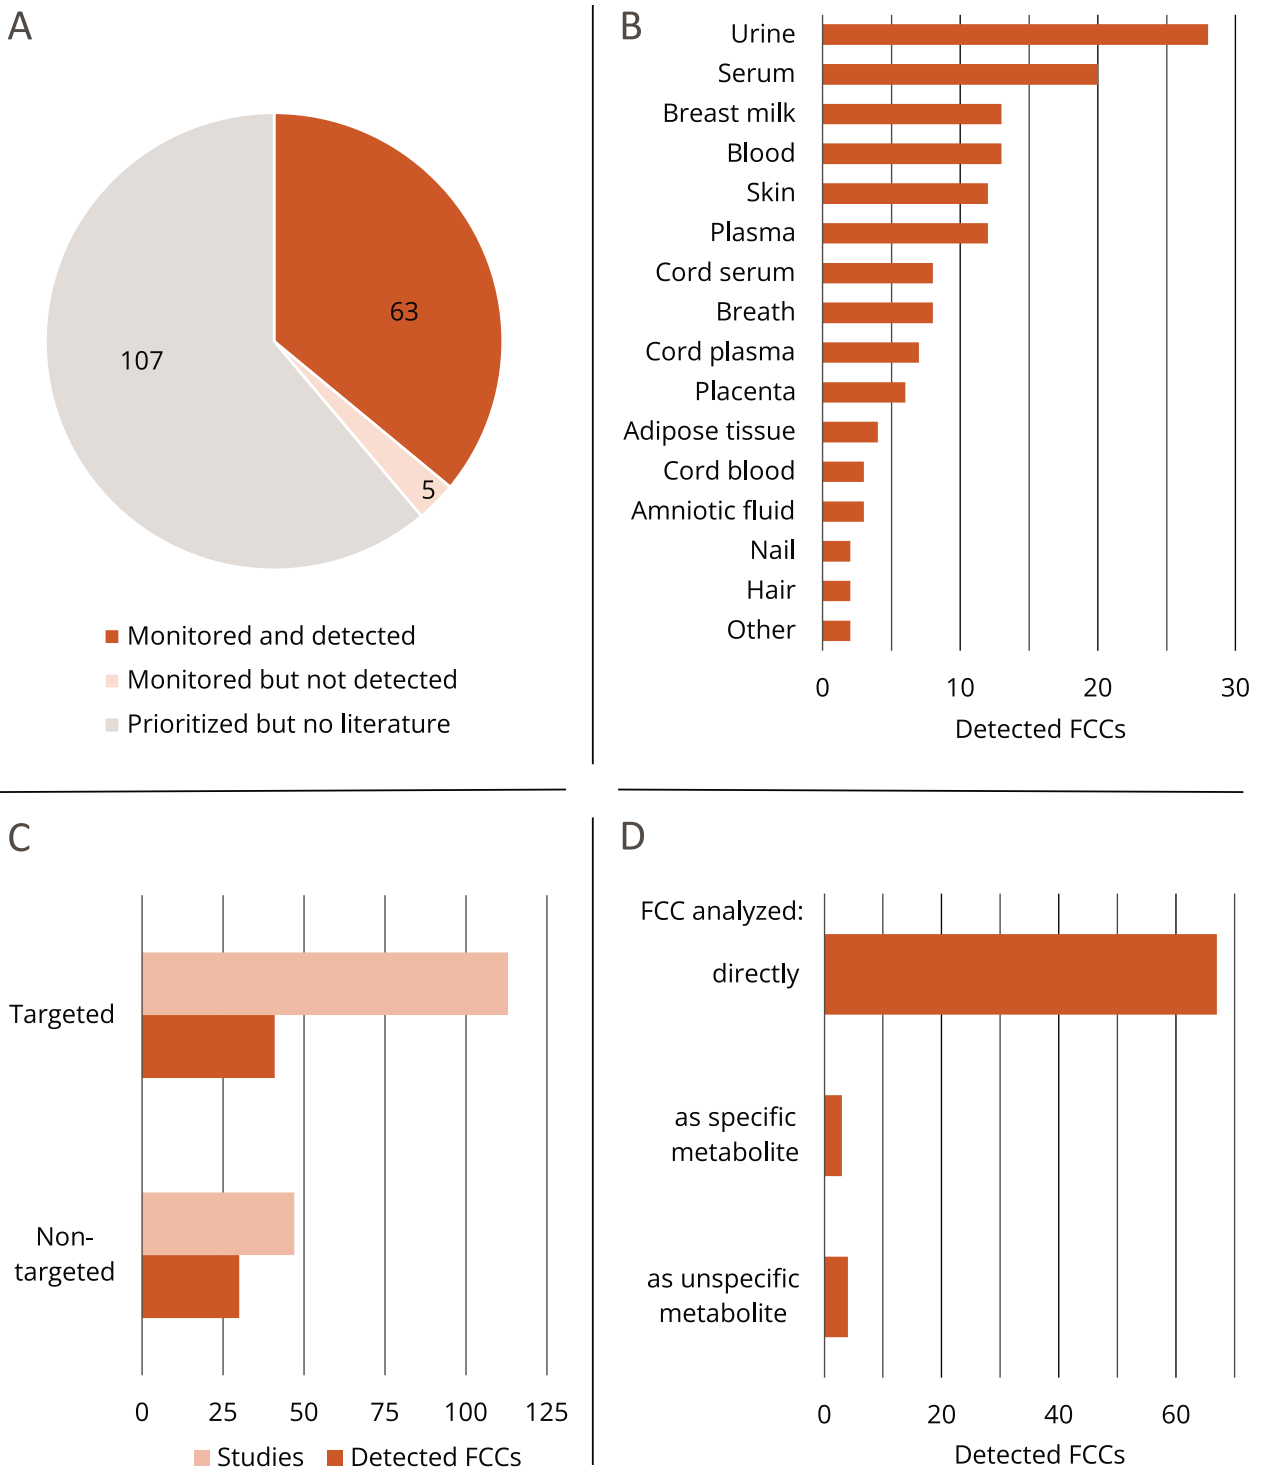 A
63
107
5
Monitored and detected
Monitored but not detected
Prioritized but no literature
B
Urine
Serum
Breast milk
Blood
Skin
Plasma
Cord serum
Breath
Cord plasma
Placenta
Adipose tissue
Cord blood
Amniotic fluid
Nail
Hair
Other
0 10 20 30
Detected FCCs
C
Targeted
Non-
targeted
0 25 50 75 100 125
Studies Detected FCCs
D
FCC analyzed:
directly
as specific
metabolite
as unspecific
metabolite
0 20 40 60
Detected FCCs